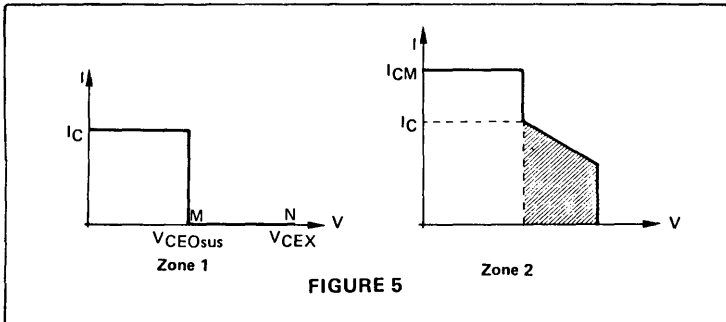 I
IC
M
N
V
VCEOsus
VCEX
Zone 1
I
ICM
IC
V
Zone 2
FIGURE 5